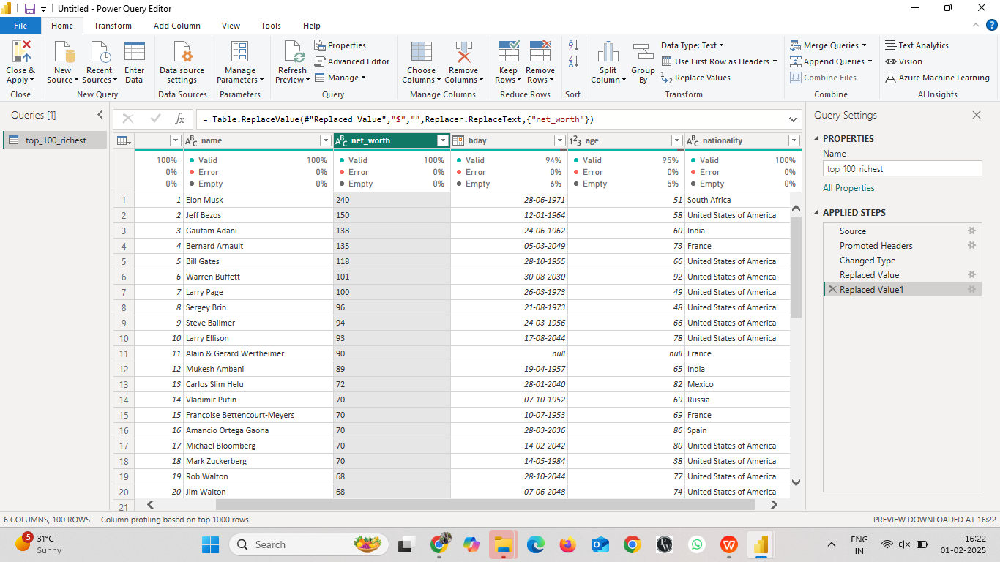 Untitled - Power Query Editor
File Home Transform Add Column View Tools Help
Close & Apply
New Source
Recent Sources
Enter Data
Data source settings
Manage Parameters
Refresh Preview
Properties
Advanced Editor
Manage
Choose Columns
Remove Columns
Keep Rows
Remove Rows
Split Column
Group By
Data Type: Text
Use First Row as Headers
Replace Values
Merge Queries
Append Queries
Combine Files
Text Analytics
Vision
Azure Machine Learning
Close New Query Data Sources Parameters Query Manage Columns Reduce Rows Sort Transform Combine AI Insights
Queries [1]
top_100_richest
= Table.ReplaceValue(#"Replaced Value","$","",Replacer.ReplaceText,{"net_worth"})
name net_worth bday age nationality
100% Valid 100% Valid 100% Valid 94% Valid 95% Valid 100%
0% Error 0% Error 0% Error 0% Error 0% Error 0%
0% Empty 0% Empty 0% Empty 6% Empty 5% Empty 0%
1 1 Elon Musk 240 28-06-1971 51 South Africa
2 2 Jeff Bezos 150 12-01-1964 58 United States of America
3 3 Gautam Adani 138 24-06-1962 60 India
4 4 Bernard Arnault 135 05-03-2049 73 France
5 5 Bill Gates 118 28-10-1955 66 United States of America
6 6 Warren Buffett 101 30-08-2030 92 United States of America
7 7 Larry Page 100 26-03-1973 49 United States of America
8 8 Sergey Brin 96 21-08-1973 48 United States of America
9 9 Steve Ballmer 94 24-03-1956 66 United States of America
10 10 Larry Ellison 93 17-08-2044 78 United States of America
11 11 Alain & Gerard Wertheimer 90 null null France
12 12 Mukesh Ambani 89 19-04-1957 65 India
13 13 Carlos Slim Helu 72 28-01-2040 82 Mexico
14 14 Vladimir Putin 70 07-10-1952 69 Russia
15 15 Françoise Bettencourt-Meyers 70 10-07-1953 69 France
16 16 Amancio Ortega Gaona 70 28-03-2036 86 Spain
17 17 Michael Bloomberg 70 14-02-2042 80 United States of America
18 18 Mark Zuckerberg 70 14-05-1984 38 United States of America
19 19 Rob Walton 68 28-10-2044 77 United States of America
20 20 Jim Walton 68 07-06-2048 74 United States of America
21
Query Settings
PROPERTIES
Name
top_100_richest
All Properties
APPLIED STEPS
Source
Promoted Headers
Changed Type
Replaced Value
Replaced Value1
6 COLUMNS, 100 ROWS Column profiling based on top 1000 rows PREVIEW DOWNLOADED AT 16:22
5
31°C
Sunny
Search
ENG
IN
16:22
01-02-2025